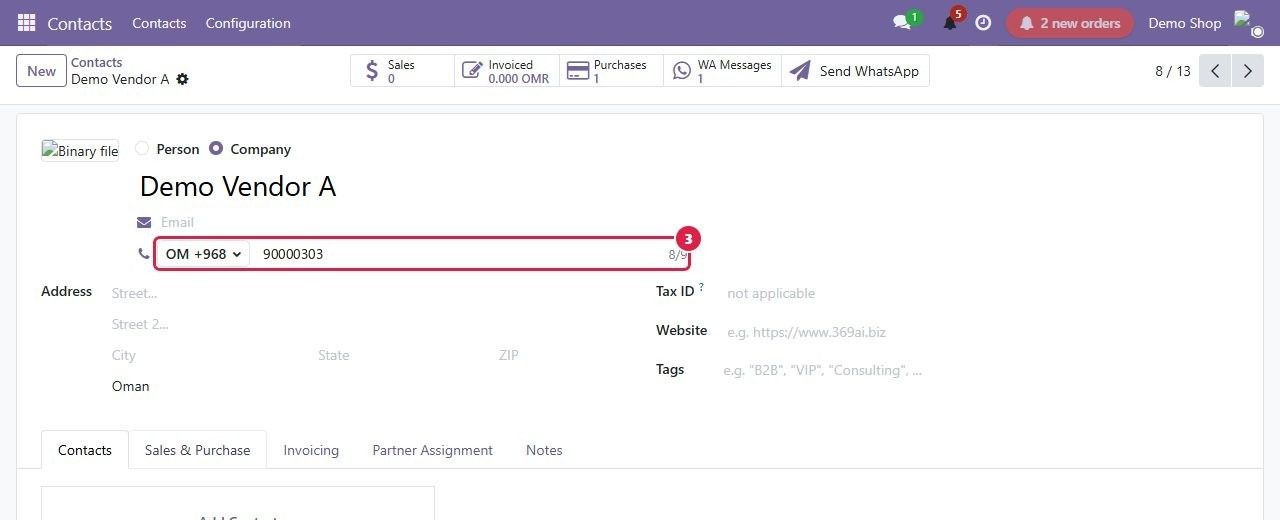 Contacts Contacts Configuration 1 5 2 new orders Demo Shop
New Contacts
Demo Vendor A
Sales 0
Invoiced 0.000 OMR
Purchases 1
WA Messages 1
Send WhatsApp
8 / 13
Binary file
Person Company
Demo Vendor A
Email
3
OM +968 90000303 8/9
Address Street... Tax ID ? not applicable
Street 2...
Website e.g. https://www.369ai.biz
City State ZIP
Tags e.g. "B2B", "VIP", "Consulting", ...
Oman
Contacts Sales & Purchase Invoicing Partner Assignment Notes